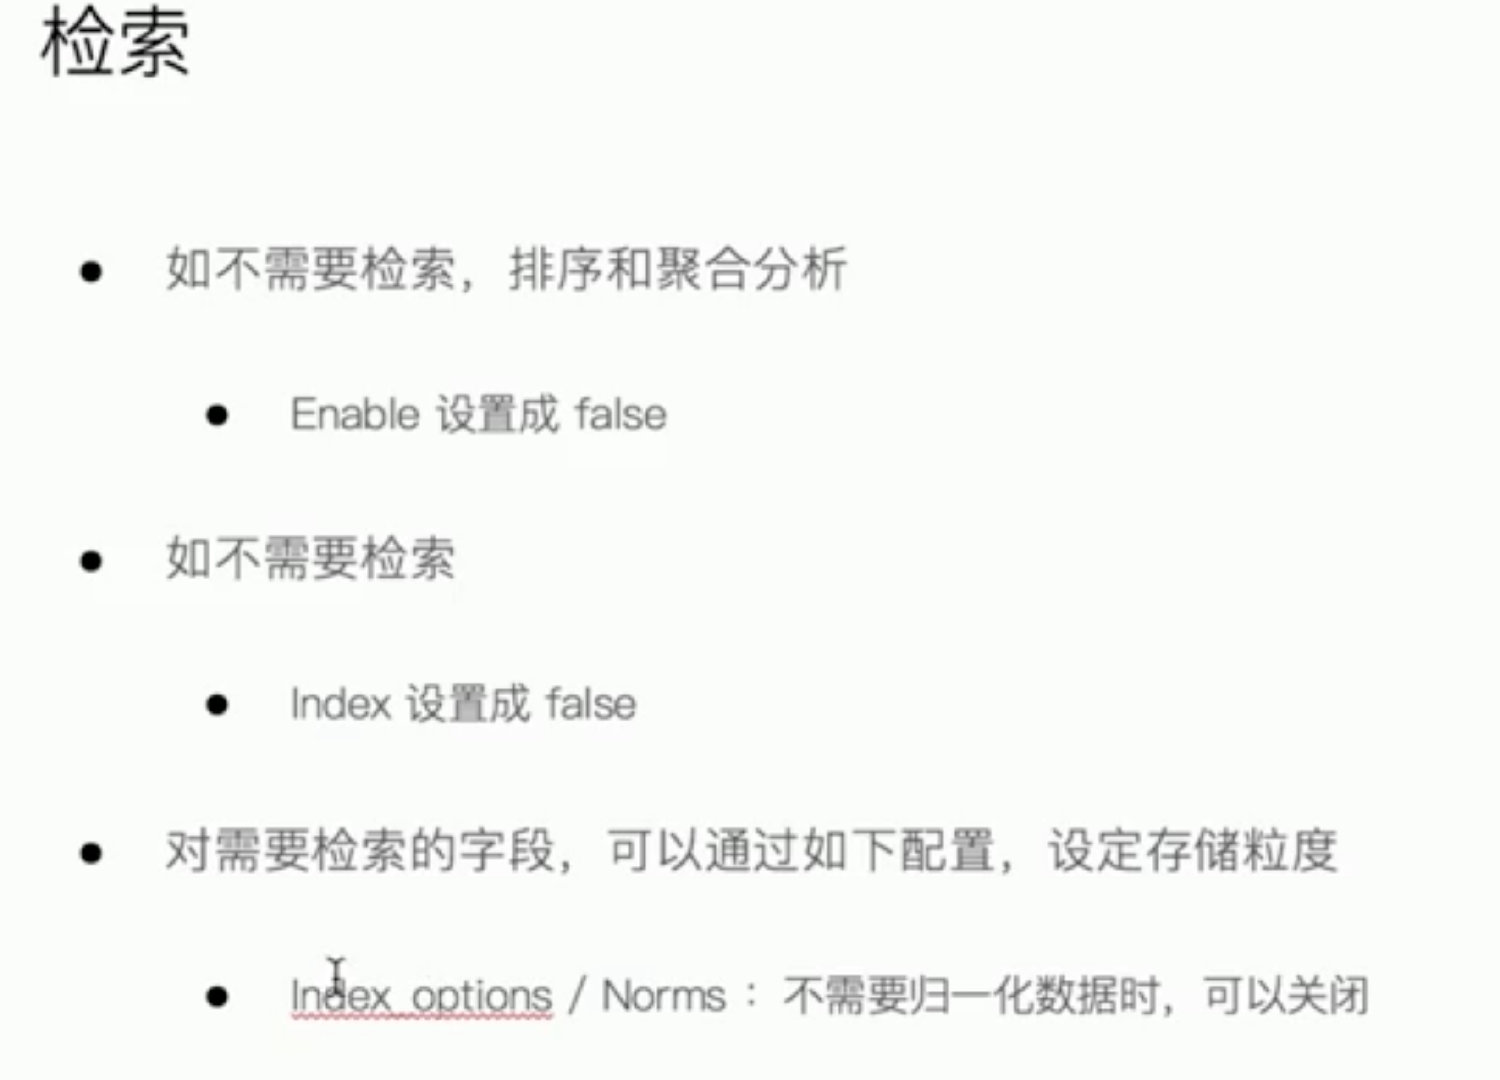 检索
如不需要检索，排序和聚合分析
Enable 设置成 false
如不需要检索
Index 设置成 false
对需要检索的字段，可以通过如下配置，设定存储粒度
Index_options / Norms： 不需要归一化数据时，可以关闭